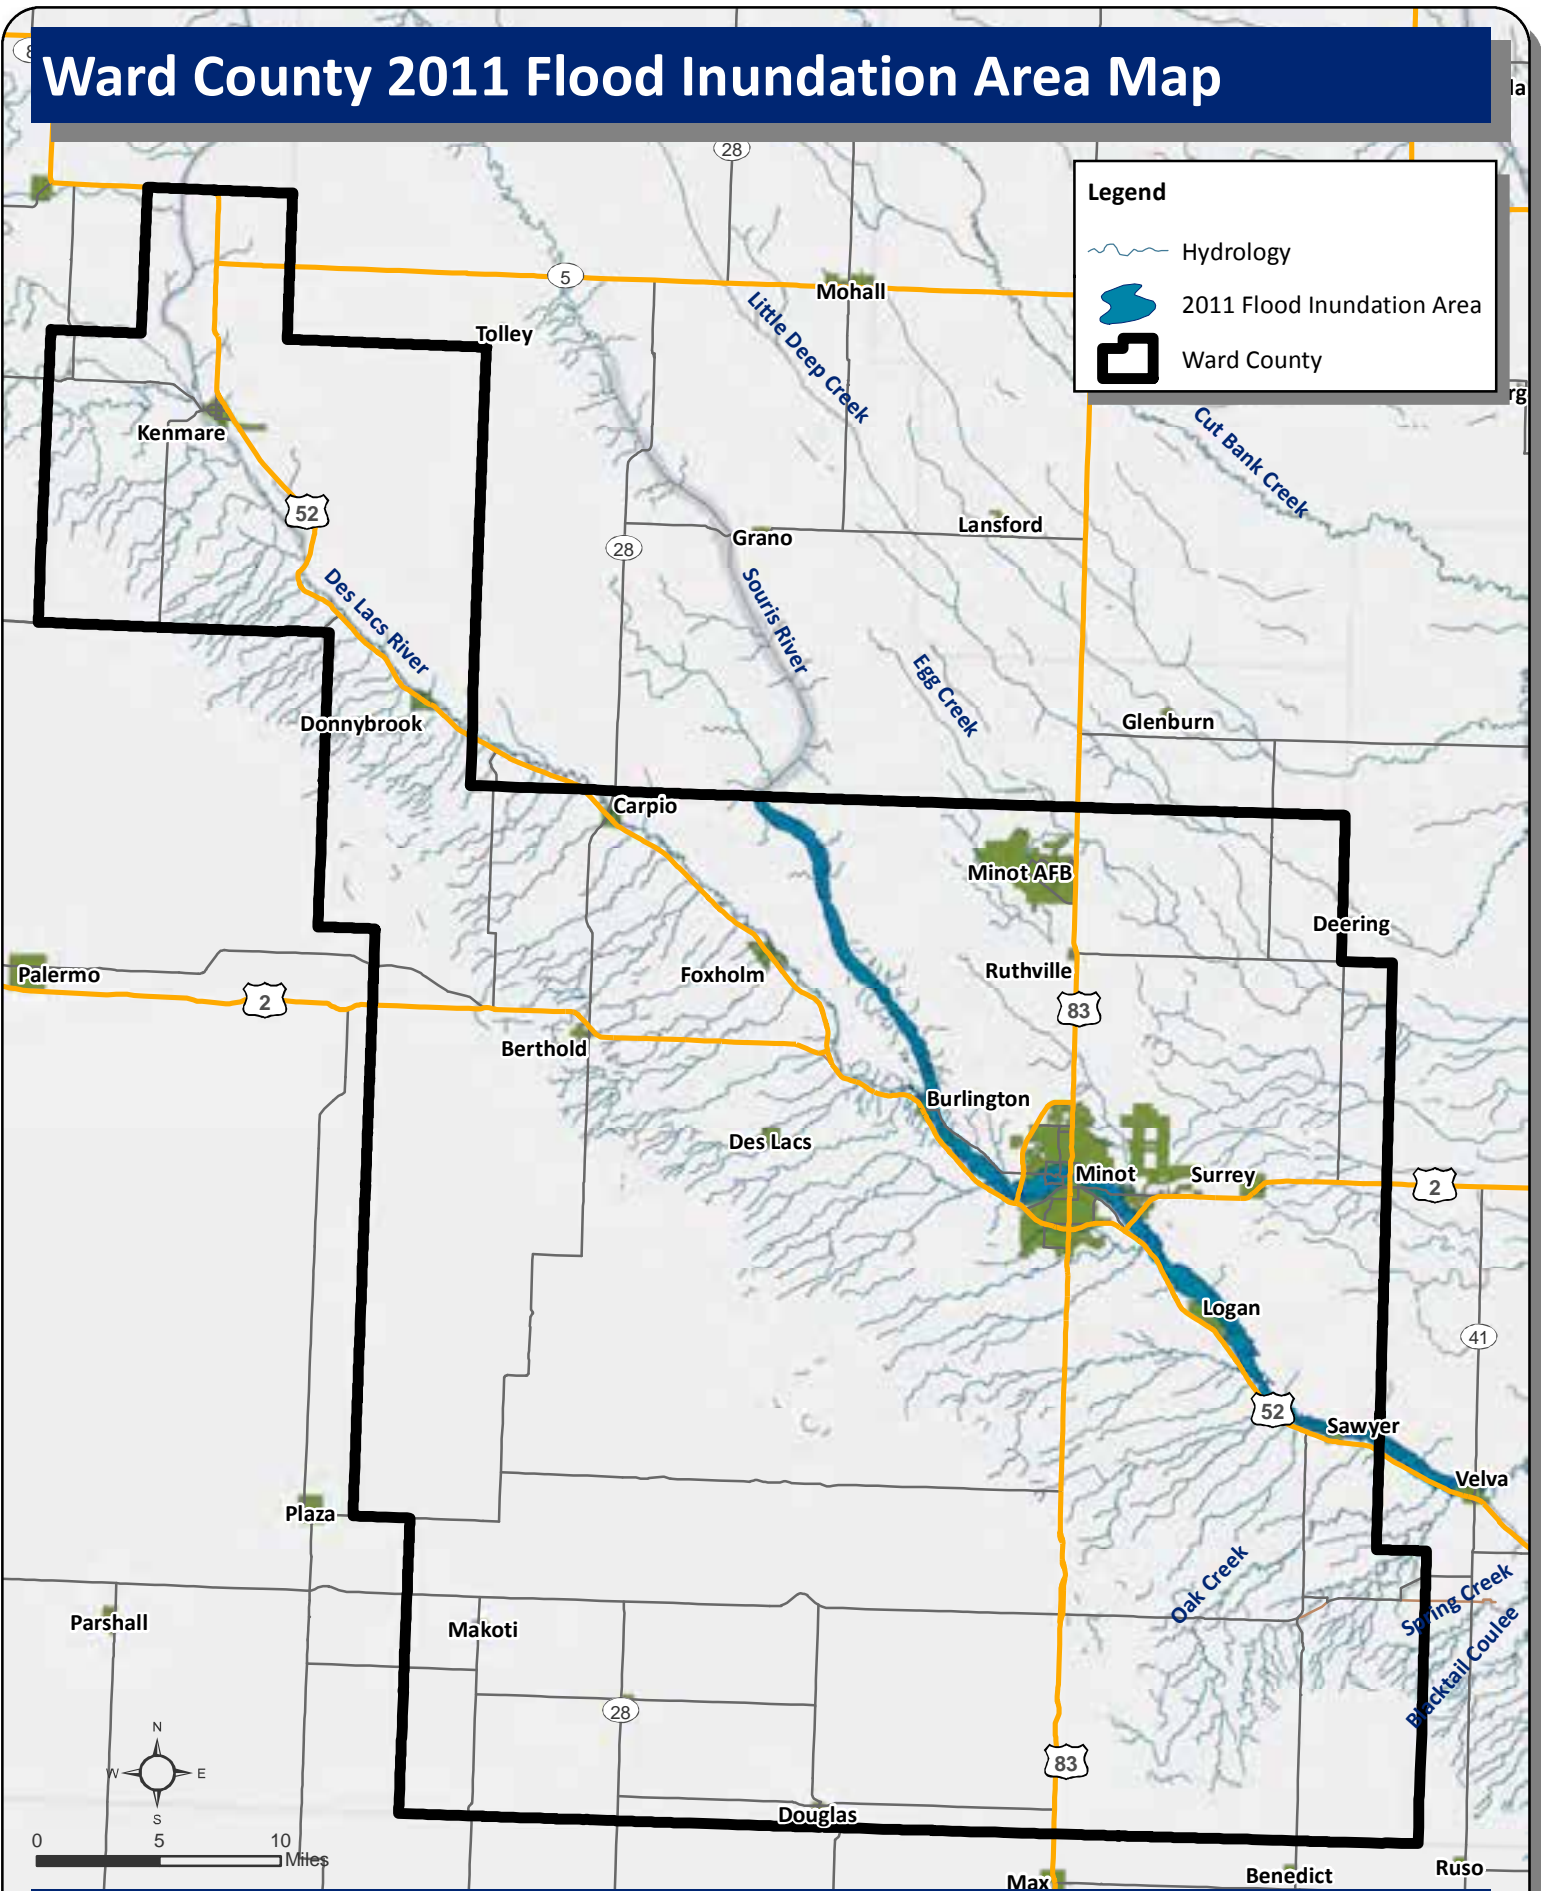 Ward County 2011 Flood Inundation Area Map
28
Legend
Hydrology
2011 Flood Inundation Area
Ward County
5
Mohall
Tolley
Little Deep Creek
Cut Bank Creek
Kenmare
52
Lansford
Grano
28
Des Lacs River
Souris River
Egg Creek
Glenburn
Donnybrook
Carpio
Minot AFB
Deering
Palermo
Foxholm
Ruthville
2
83
Berthold
Burlington
Des Lacs
Minot
Surrey
2
Logan
41
52
Sawyer
Velva
Plaza
Oak Creek
Spring Creek
Parshall
Makoti
Blacktail Coulee
28
N
W
E
S
83
Douglas
0 5 10
Miles
Max
Benedict
Ruso